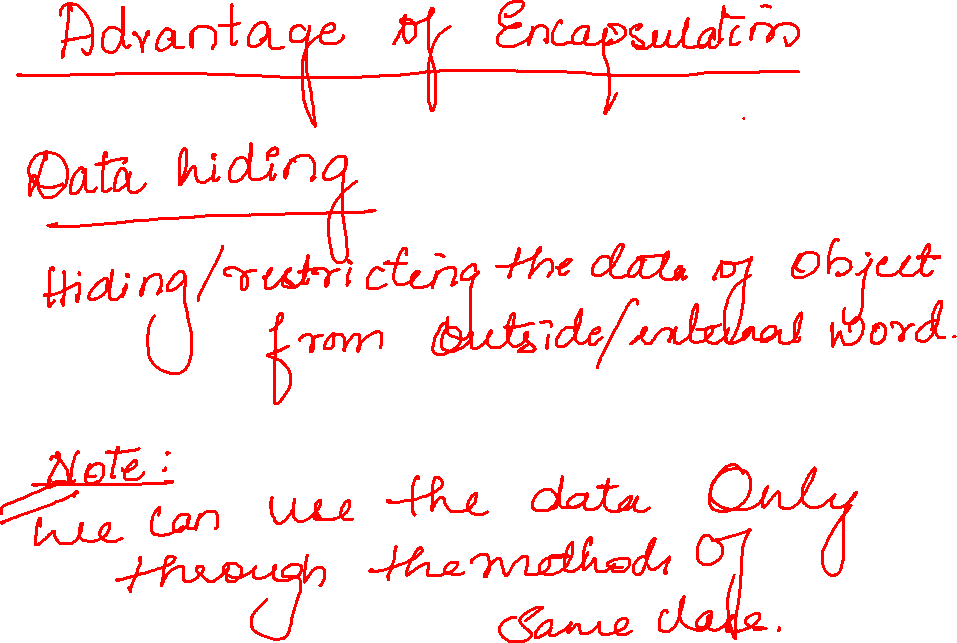 Advantage of Encapsulation
Data hiding
Hiding/restricting the data of Object
from Outside/external Word.
Note:
we can use the data Only
through the methods Of
Same class.